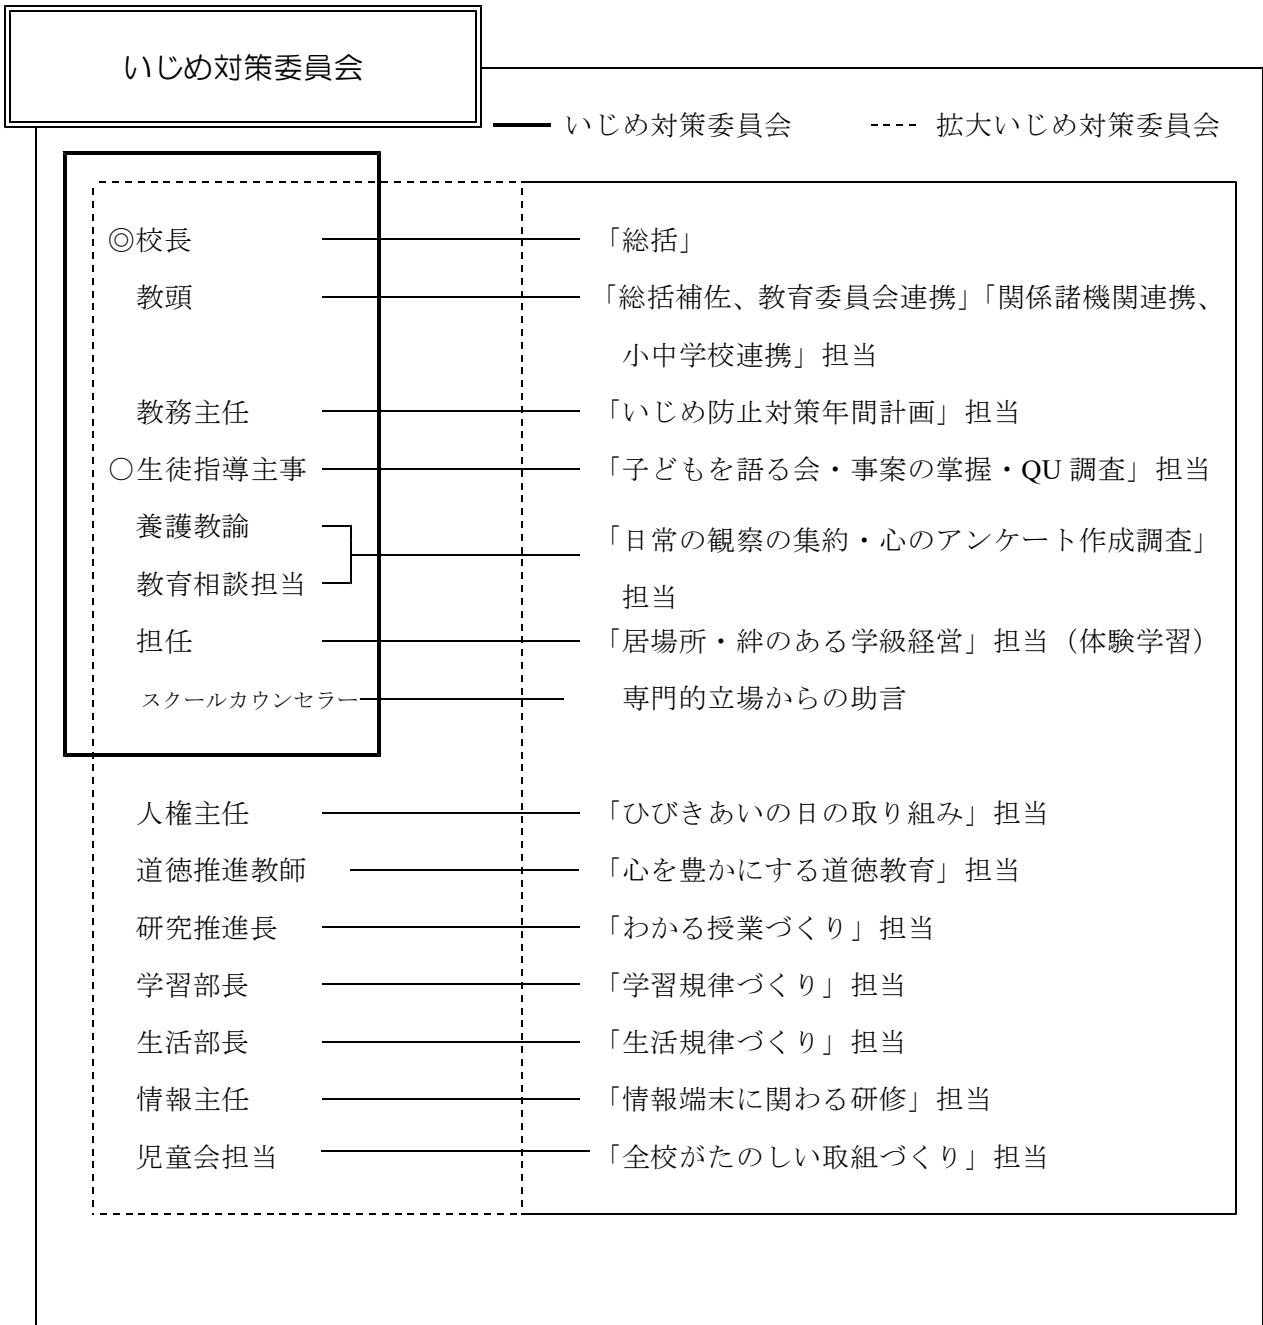 いじめ対策委員会
いじめ対策委員会 拡大いじめ対策委員会
◎校長 「総括」
教頭 「総括補佐、教育委員会連携」「関係諸機関連携、
小中学校連携」担当
教務主任 「いじめ防止対策年間計画」担当
○生徒指導主事 「子どもを語る会・事案の掌握・QU 調査」担当
養護教諭
「日常の観察の集約・心のアンケート作成調査」
教育相談担当
担当
担任 「居場所・絆のある学級経営」担当（体験学習）
スクールカウンセラー 専門的立場からの助言
人権主任 「ひびきあいの日の取り組み」担当
道徳推進教師 「心を豊かにする道徳教育」担当
研究推進長 「わかる授業づくり」担当
学習部長 「学習規律づくり」担当
生活部長 「生活規律づくり」担当
情報主任 「情報端末に関わる研修」担当
児童会担当 「全校がたのしい取組づくり」担当